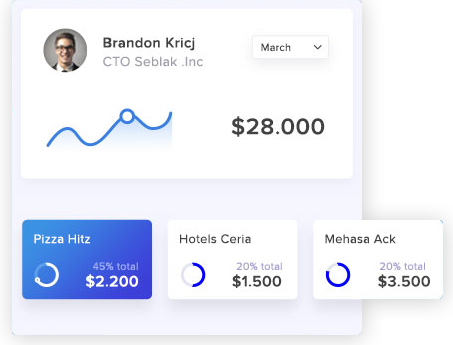 Brandon Kricj
CTO Seblak .Inc
March
$28.000
Pizza Hitz
45% total
$2.200
Hotels Ceria
20% total
$1.500
Mehasa Ack
20% total
$3.500